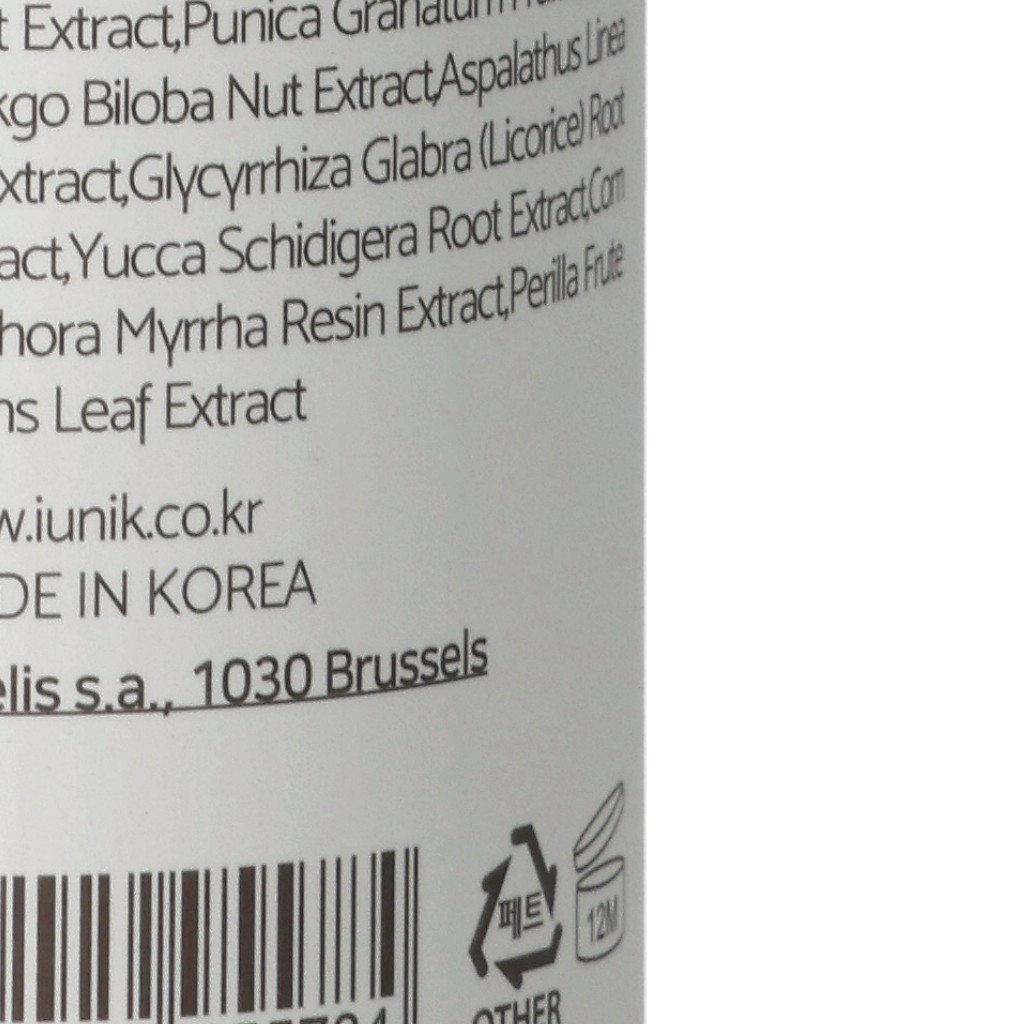 t Extract,Punica Granatum
kgo Biloba Nut Extract,Aspalathus Linea
xtract,Glycyrrhiza Glabra (Licorice) Root
act,Yucca Schidigera Root Extract,Com
hora Myrrha Resin Extract,Perilla Frute
ns Leaf Extract
w.iunik.co.kr
DE IN KOREA
elis s.a., 1030 Brussels
페트
12M
OTHER